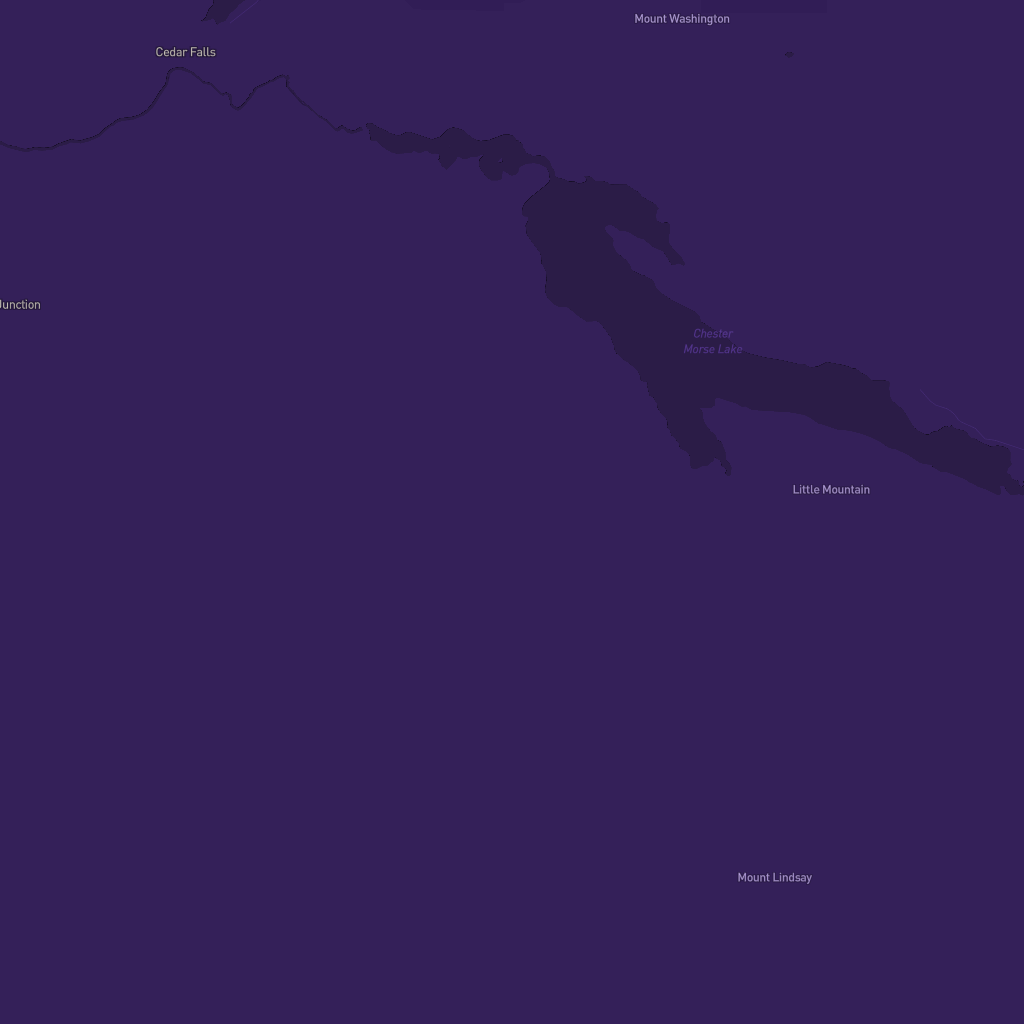 Mount Washington
Cedar Falls
Junction
Chester
Morse Lake
Little Mountain
Mount Lindsay